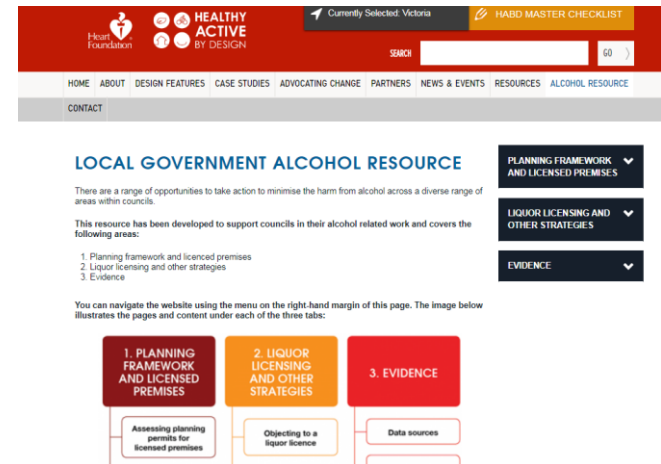 Heart
Foundation
HEALTHY
ACTIVE
BY DESIGN
Currently Selected: Victoria
HABD MASTER CHECKLIST
SEARCH
GO
HOME ABOUT DESIGN FEATURES CASE STUDIES ADVOCATING CHANGE PARTNERS NEWS & EVENTS RESOURCES ALCOHOL RESOURCE
CONTACT
LOCAL GOVERNMENT ALCOHOL RESOURCE
There are a range of opportunities to take action to minimise the harm from alcohol across a diverse range of
areas within councils.
This resource has been developed to support councils in their alcohol related work and covers the
following areas:
1. Planning framework and licenced premises
2. Liquor licensing and other strategies
3. Evidence
You can navigate the website using the menu on the right-hand margin of this page. The image below
illustrates the pages and content under each of the three tabs:
PLANNING FRAMEWORK
AND LICENSED PREMISES
LIQUOR LICENSING AND
OTHER STRATEGIES
EVIDENCE
1. PLANNING
FRAMEWORK
AND LICENSED
PREMISES
2. LIQUOR
LICENSING
AND OTHER
STRATEGIES
3. EVIDENCE
Assessing planning
permits for
licensed premises
Objecting to a
liquor licence
Data sources